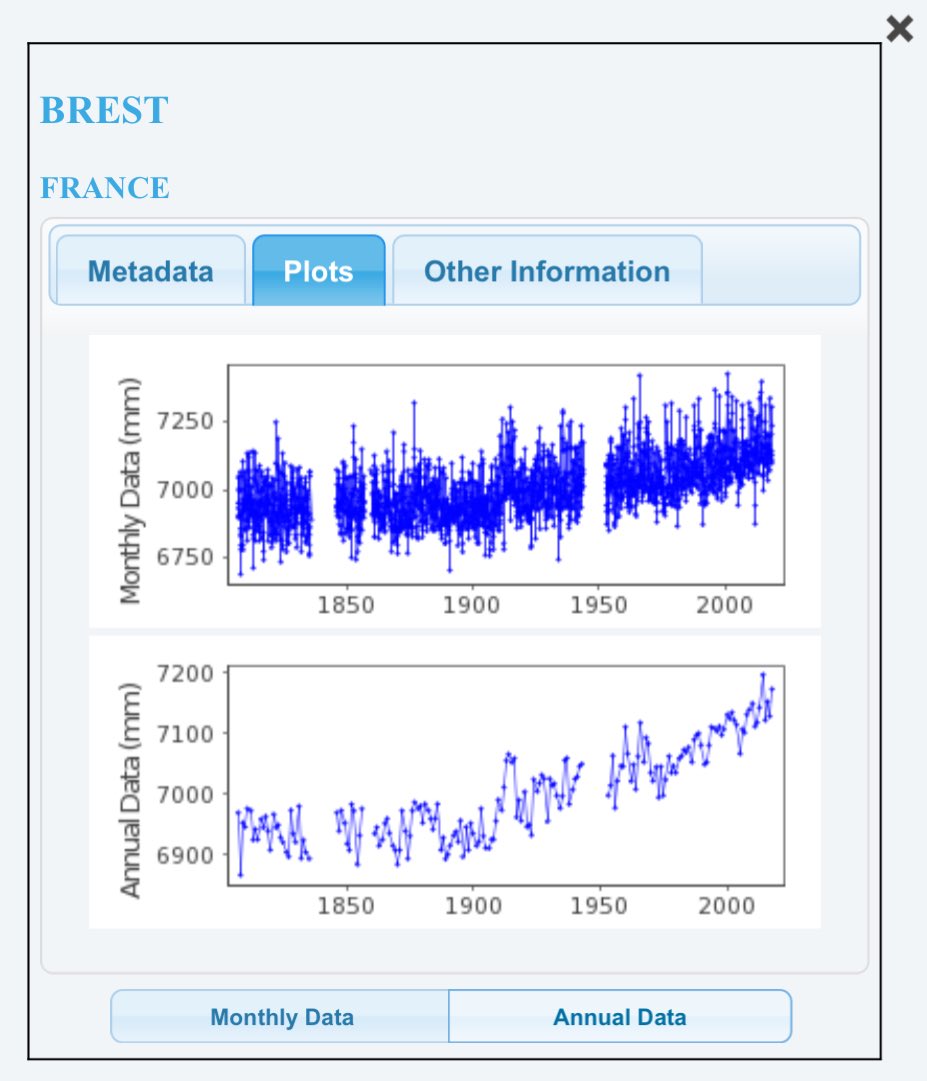 BREST
FRANCE
Metadata Plots Other Information
Monthly Data (mm)
7250
7000
6750
1850 1900 1950 2000
Annual Data (mm)
7200
7100
7000
6900
1850 1900 1950 2000
Monthly Data Annual Data